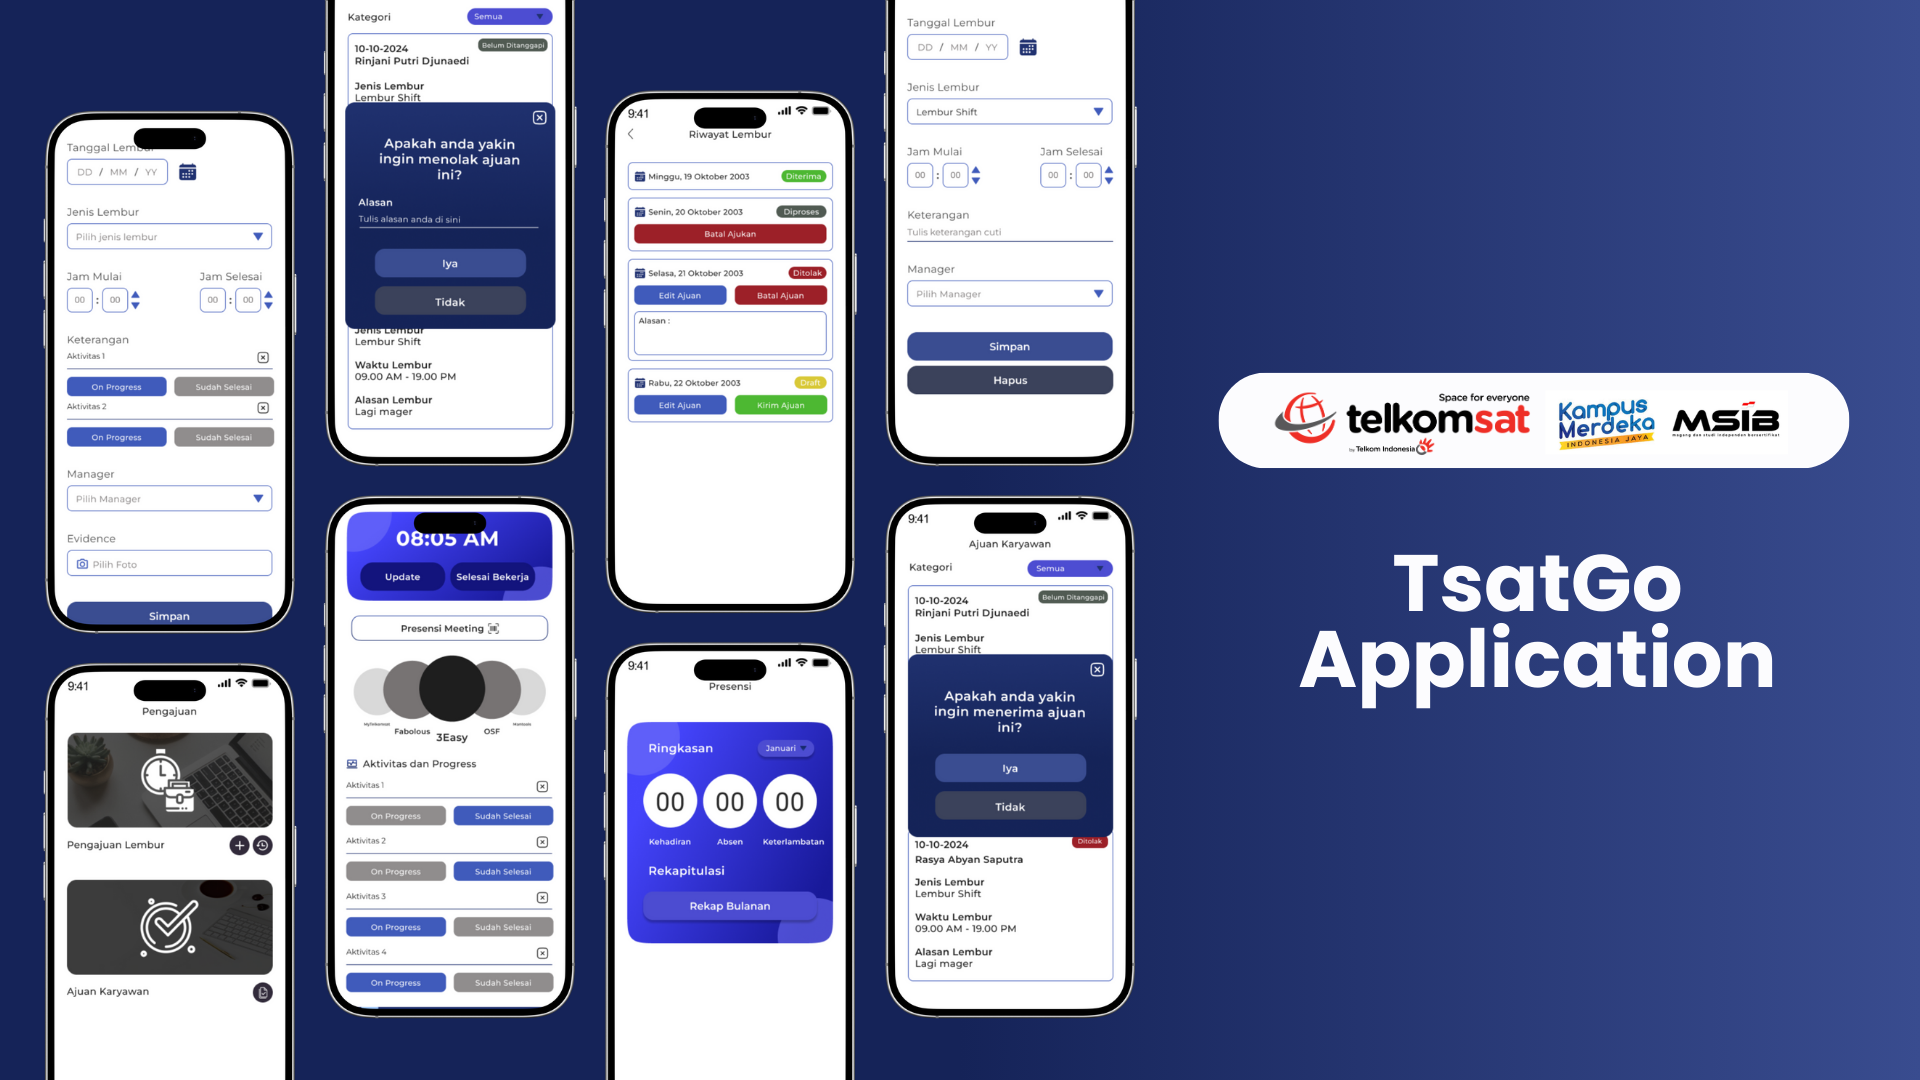 Tanggal Lembur
DD / MM / YY
Jenis Lembur
Pilih jenis lembur
Jam Mulai
Jam Selesai
00 : 00
00 : 00
Keterangan
Aktivitas 1
On Progress
Sudah Selesai
Aktivitas 2
On Progress
Sudah Selesai
Manager
Pilih Manager
Evidence
Pilih Foto
Simpan
9:41
Pengajuan
Pengajuan Lembur
Ajuan Karyawan
Kategori
Semua
10-10-2024
Belum Ditanggapi
Rinjani Putri Djunaedi
Jenis Lembur
Lembur Shift
Apakah anda yakin
ingin menolak ajuan
ini?
Alasan
Tulis alasan anda di sini
Iya
Tidak
Jenis Lembur
Lembur Shift
Waktu Lembur
09.00 AM - 19.00 PM
Alasan Lembur
Lagi mager
08:05 AM
Update
Selesai Bekerja
Presensi Meeting
Fabolous
3Easy
OSF
Aktivitas dan Progress
Aktivitas 1
On Progress
Sudah Selesai
Aktivitas 2
On Progress
Sudah Selesai
Aktivitas 3
On Progress
Sudah Selesai
Aktivitas 4
On Progress
Sudah Selesai
9:41
Riwayat Lembur
Minggu, 19 Oktober 2003
Diterima
Senin, 20 Oktober 2003
Diproses
Batal Ajukan
Selasa, 21 Oktober 2003
Ditolak
Edit Ajuan
Batal Ajuan
Alasan :
Rabu, 22 Oktober 2003
Draft
Edit Ajuan
Kirim Ajuan
9:41
Presensi
Ringkasan
Januari
00
00
00
Kehadiran
Absen
Keterlambatan
Rekapitulasi
Rekap Bulanan
Tanggal Lembur
DD / MM / YY
Jenis Lembur
Lembur Shift
Jam Mulai
Jam Selesai
00 : 00
00 : 00
Keterangan
Tulis keterangan cuti
Manager
Pilih Manager
Simpan
Hapus
9:41
Ajuan Karyawan
Kategori
Semua
10-10-2024
Belum Ditanggapi
Rinjani Putri Djunaedi
Jenis Lembur
Lembur Shift
Apakah anda yakin
ingin menerima ajuan
ini?
Iya
Tidak
10-10-2024
Ditolak
Rasya Abyan Saputra
Jenis Lembur
Lembur Shift
Waktu Lembur
09.00 AM - 19.00 PM
Alasan Lembur
Lagi mager
Space for everyone
telkomsat
by Telkom Indonesia
Kampus
Merdeka
INDONESIA JAYA
MSIB
Magang dan Studi Independen Bersertifikat
TsatGo
Application